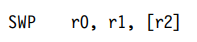 SWP r0, r1, [r2]